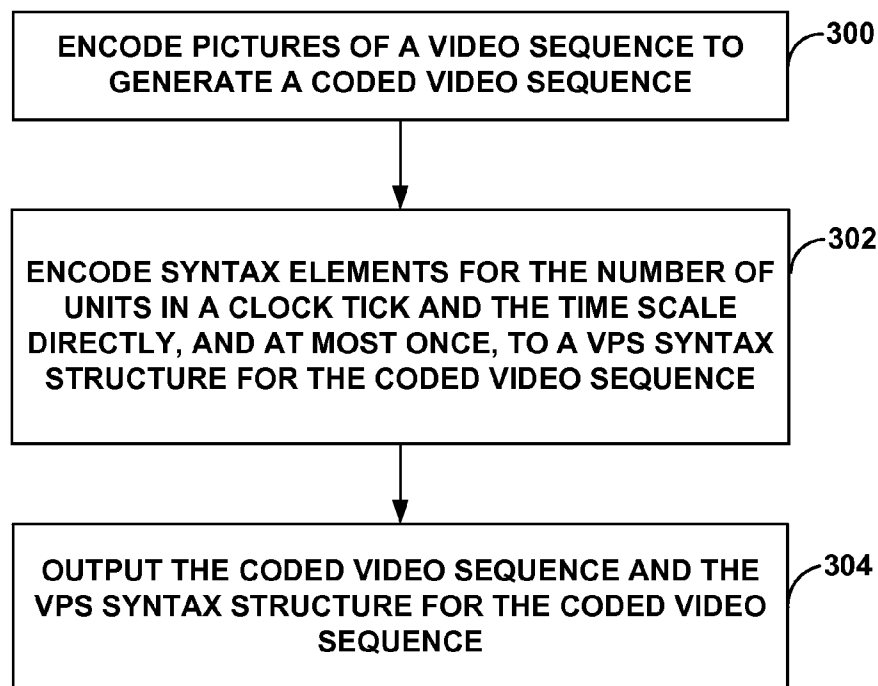 ENCODE PICTURES OF A VIDEO SEQUENCE TO
GENERATE A CODED VIDEO SEQUENCE
300
ENCODE SYNTAX ELEMENTS FOR THE NUMBER OF
UNITS IN A CLOCK TICK AND THE TIME SCALE
DIRECTLY, AND AT MOST ONCE, TO A VPS SYNTAX
STRUCTURE FOR THE CODED VIDEO SEQUENCE
302
OUTPUT THE CODED VIDEO SEQUENCE AND THE
VPS SYNTAX STRUCTURE FOR THE CODED VIDEO
SEQUENCE
304